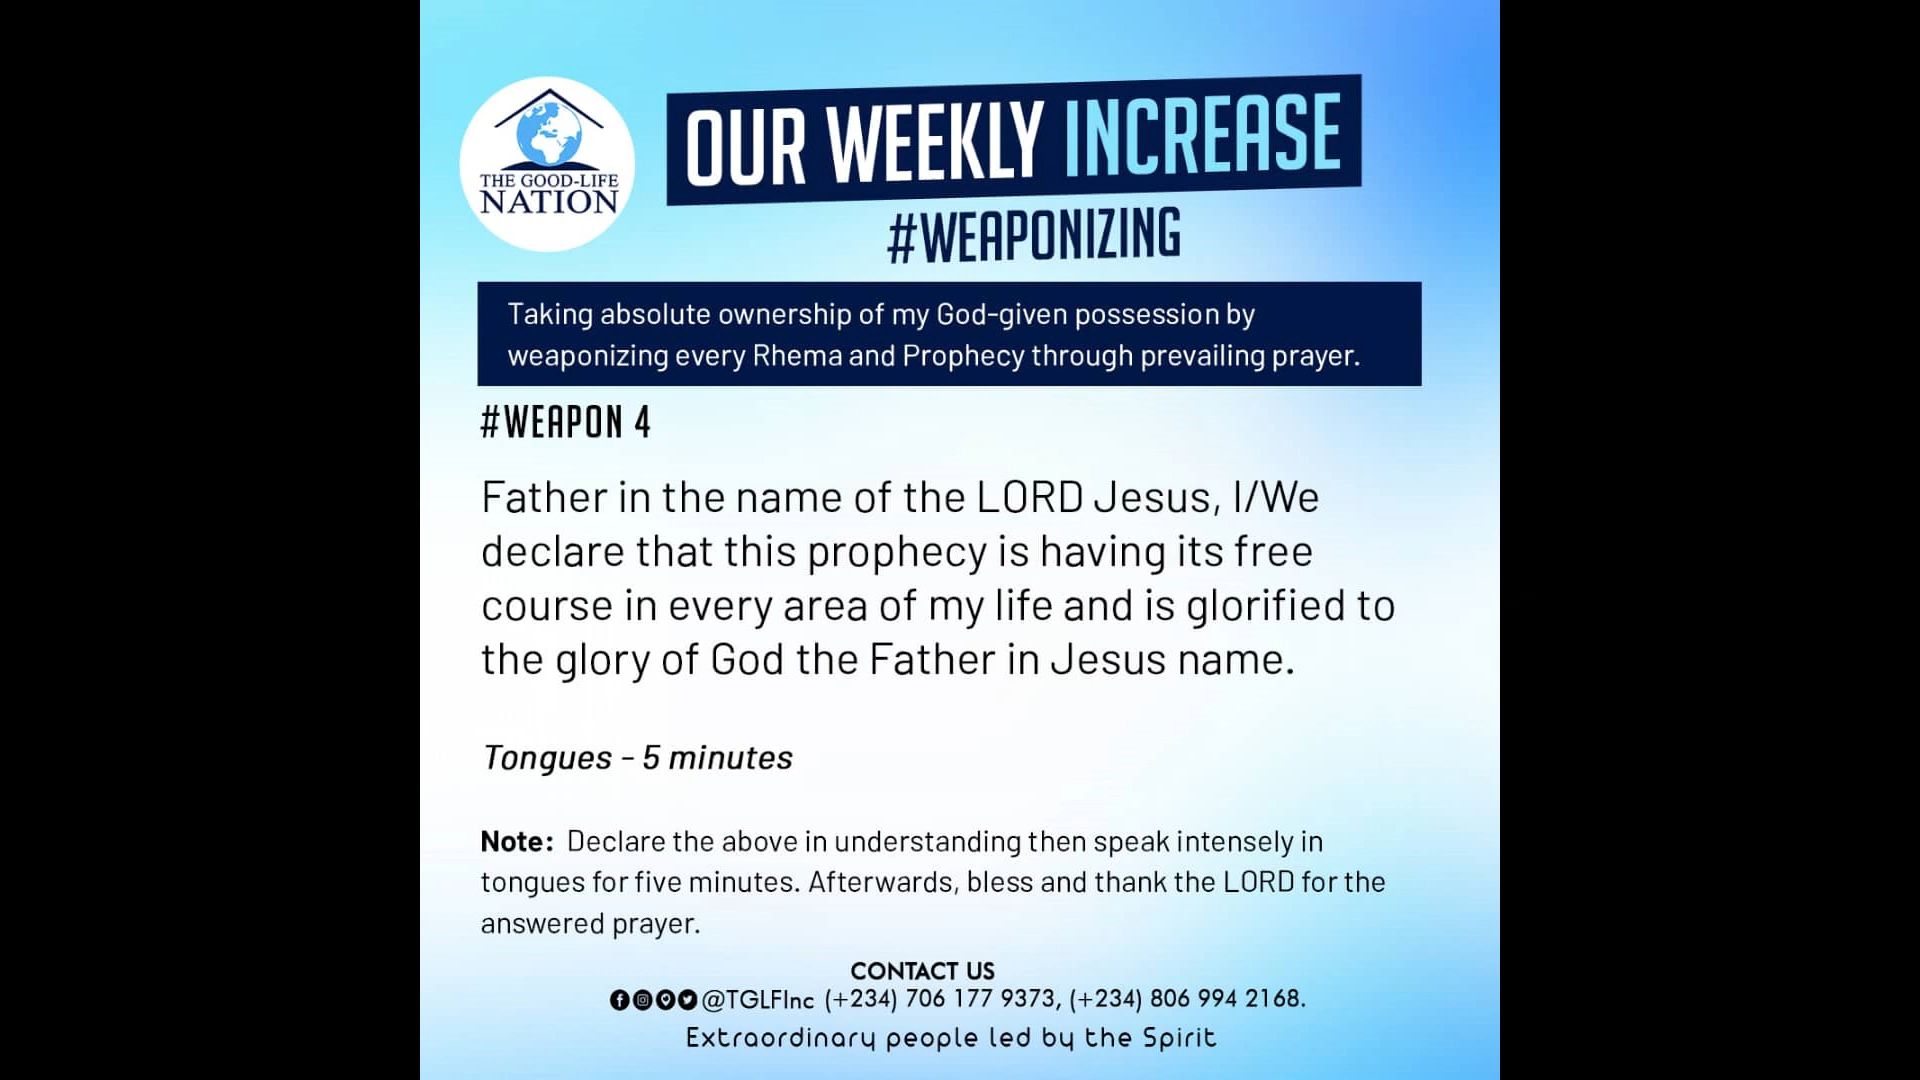 THE GOOD-LIFE
NATION
OUR WEEKLY INCREASE
#WEAPONIZING
Taking absolute ownership of my God-given possession by
weaponizing every Rhema and Prophecy through prevailing prayer.
#WEAPON 4
Father in the name of the LORD Jesus, I/We
declare that this prophecy is having its free
course in every area of my life and is glorified to
the glory of God the Father in Jesus name.
Tongues - 5 minutes
Note: Declare the above in understanding then speak intensely in
tongues for five minutes. Afterwards, bless and thank the LORD for the
answered prayer.
CONTACT US
@TGLFInc (+234) 706 177 9373, (+234) 806 994 2168.
Extraordinary people led by the Spirit